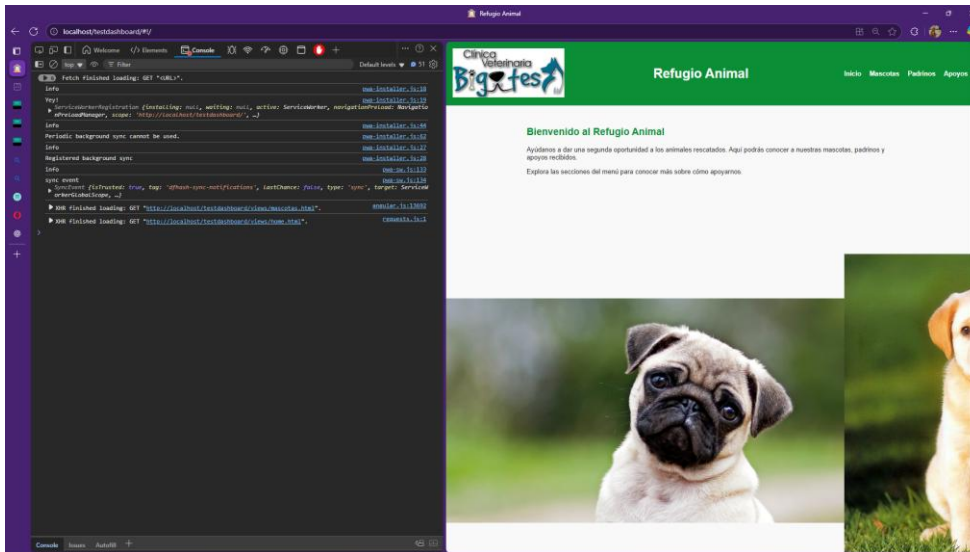 Refugio Animal
localhost/testdashboard/#!/
Welcome
</> Elements
Console
top
Filter
Default levels
51
Fetch finished loading: GET "<URL>".
info
pwa-installer.js:18
Yey!
pwa-installer.js:19
ServiceWorkerRegistration {installing: null, waiting: null, active: ServiceWorker, navigationPreload: Navigatio
nPreloadManager, scope: 'http://localhost/testdashboard/', …}
info
pwa-installer.js:44
Periodic background sync cannot be used.
pwa-installer.js:62
info
pwa-installer.js:27
Registered background sync
pwa-installer.js:28
info
pwa-sw.js:133
sync event
pwa-sw.js:134
SyncEvent {isTrusted: true, tag: 'dfhash-sync-notifications', lastChance: false, type: 'sync', target: ServiceW
orkerGlobalScope, …}
XHR finished loading: GET "http://localhost/testdashboard/views/mascotas.html".
angular.js:13002
XHR finished loading: GET "http://localhost/testdashboard/views/home.html".
requests.js:1
Console
Issues
Autofill
Clínica
Veterinaria
Bigotes
Refugio Animal
Inicio Mascotas Padrinos Apoyos
Bienvenido al Refugio Animal
Ayúdanos a dar una segunda oportunidad a los animales rescatados. Aquí podrás conocer a nuestras mascotas, padrinos y
apoyos recibidos.
Explora las secciones del menú para conocer más sobre cómo apoyarnos.